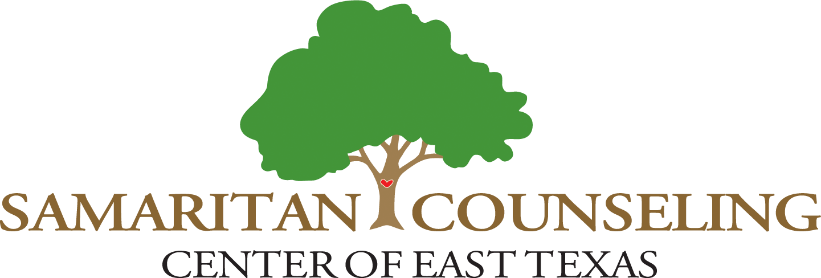 SAMARITAN COUNSELING
CENTER OF EAST TEXAS